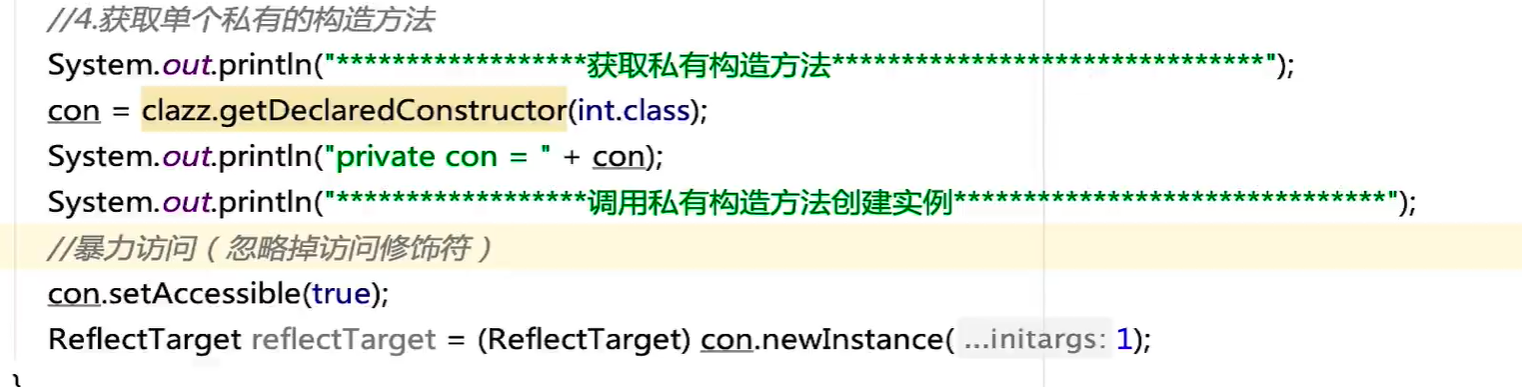 //4.获取单个私有的构造方法
System.out.println("******************获取私有构造方法*******************************");
con = clazz.getDeclaredConstructor(int.class);
System.out.println("private con = " + con);
System.out.println("******************调用私有构造方法创建实例*******************************");
//暴力访问（忽略掉访问修饰符）
con.setAccessible(true);
ReflectTarget reflectTarget = (ReflectTarget) con.newInstance( ...initargs: 1);
}